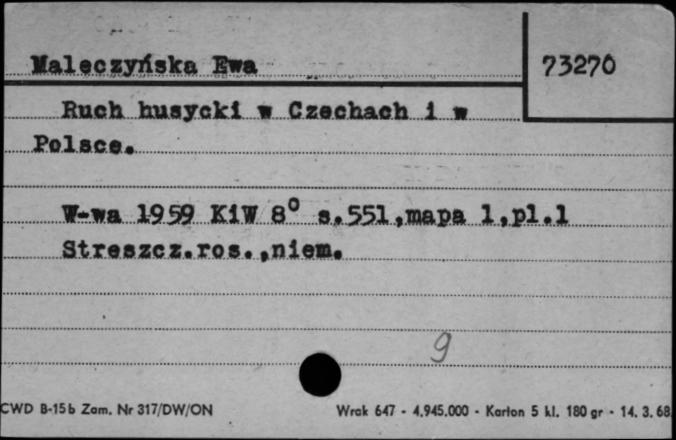 Maleczyńska Ewa
73270
Ruch husycki w Czechach i w
Polsce.
W-wa 1959 KiW 8° s.551,mapa 1,pl.1
Streszcz.ros.,niem.
9
CWD B-15b Zam. Nr 317/DW/ON
Wrak 647 - 4.945.000 - Karton 5 kl. 180 gr - 14. 3. 68